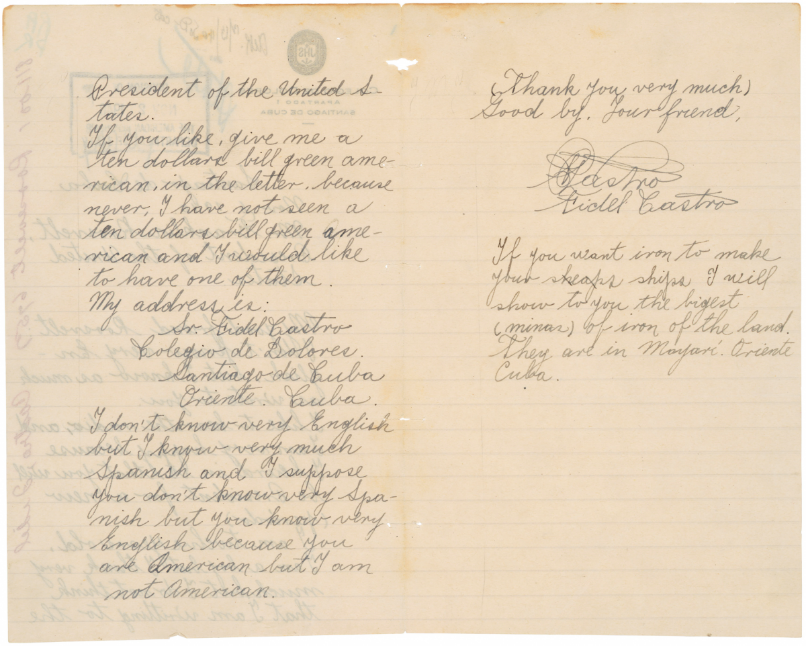 President of the United S-
tates.
If you like, give me a
ten dollars bill green ame-
rican, in the letter, because
never, I have not seen a
ten dollars bill green ame-
rican and I would like
to have one of them.
My address is:
Sr. Fidel Castro
Colegio de Dolores.
Santiago de Cuba
Oriente. Cuba.
I don't know very English
but I know very much
Spanish and I suppose
you don't know very Spa-
nish but you know very
English because you
are American but I am
not American.
(Thank you very much)
Good by. Your friend,
Castro
Fidel Castro
If you want iron to make
your sheaps ships I will
show to you the bigest
(minas) of iron of the land.
They are in Mayarí. Oriente
Cuba.